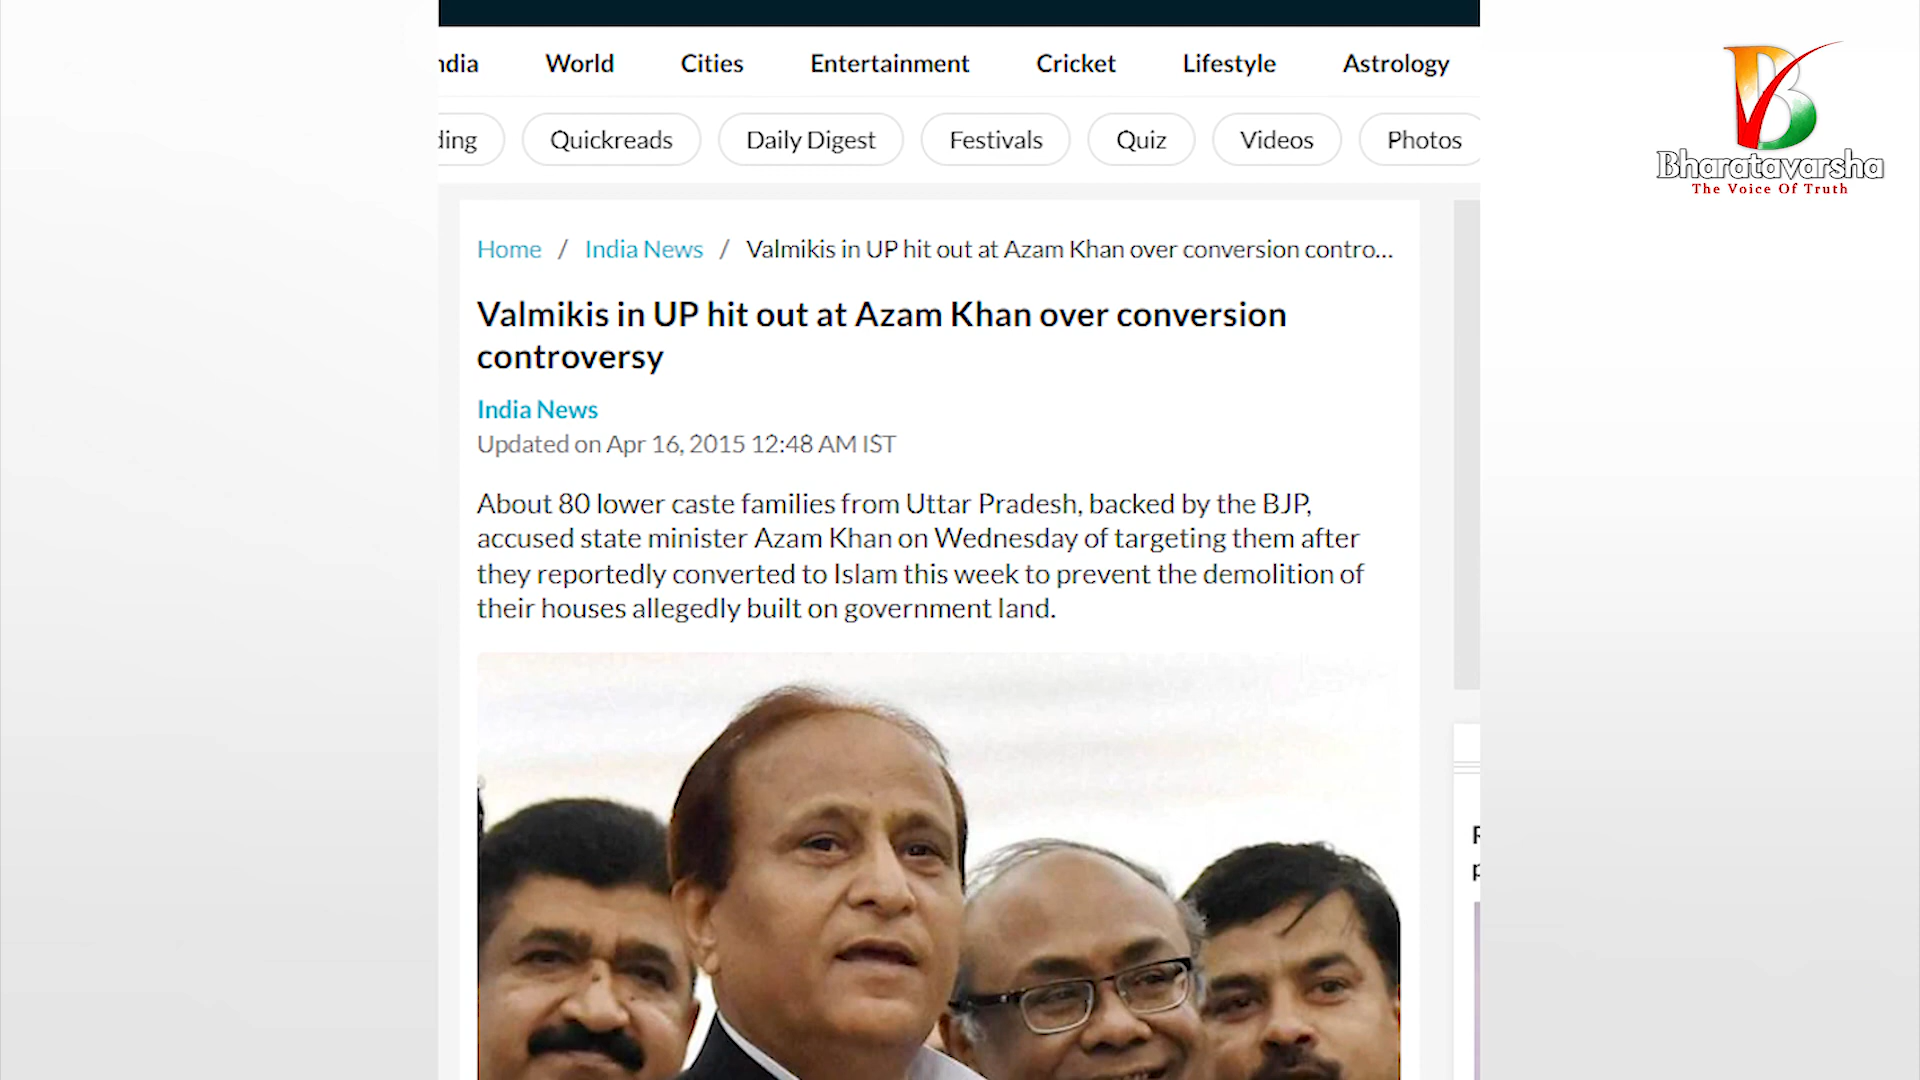 ndia World Cities Entertainment Cricket Lifestyle Astrology
ding Quickreads Daily Digest Festivals Quiz Videos Photos
Bharatavarsha
The Voice Of Truth
Home / India News / Valmikis in UP hit out at Azam Khan over conversion contro...
Valmikis in UP hit out at Azam Khan over conversion
controversy
India News
Updated on Apr 16, 2015 12:48 AM IST
About 80 lower caste families from Uttar Pradesh, backed by the BJP,
accused state minister Azam Khan on Wednesday of targeting them after
they reportedly converted to Islam this week to prevent the demolition of
their houses allegedly built on government land.